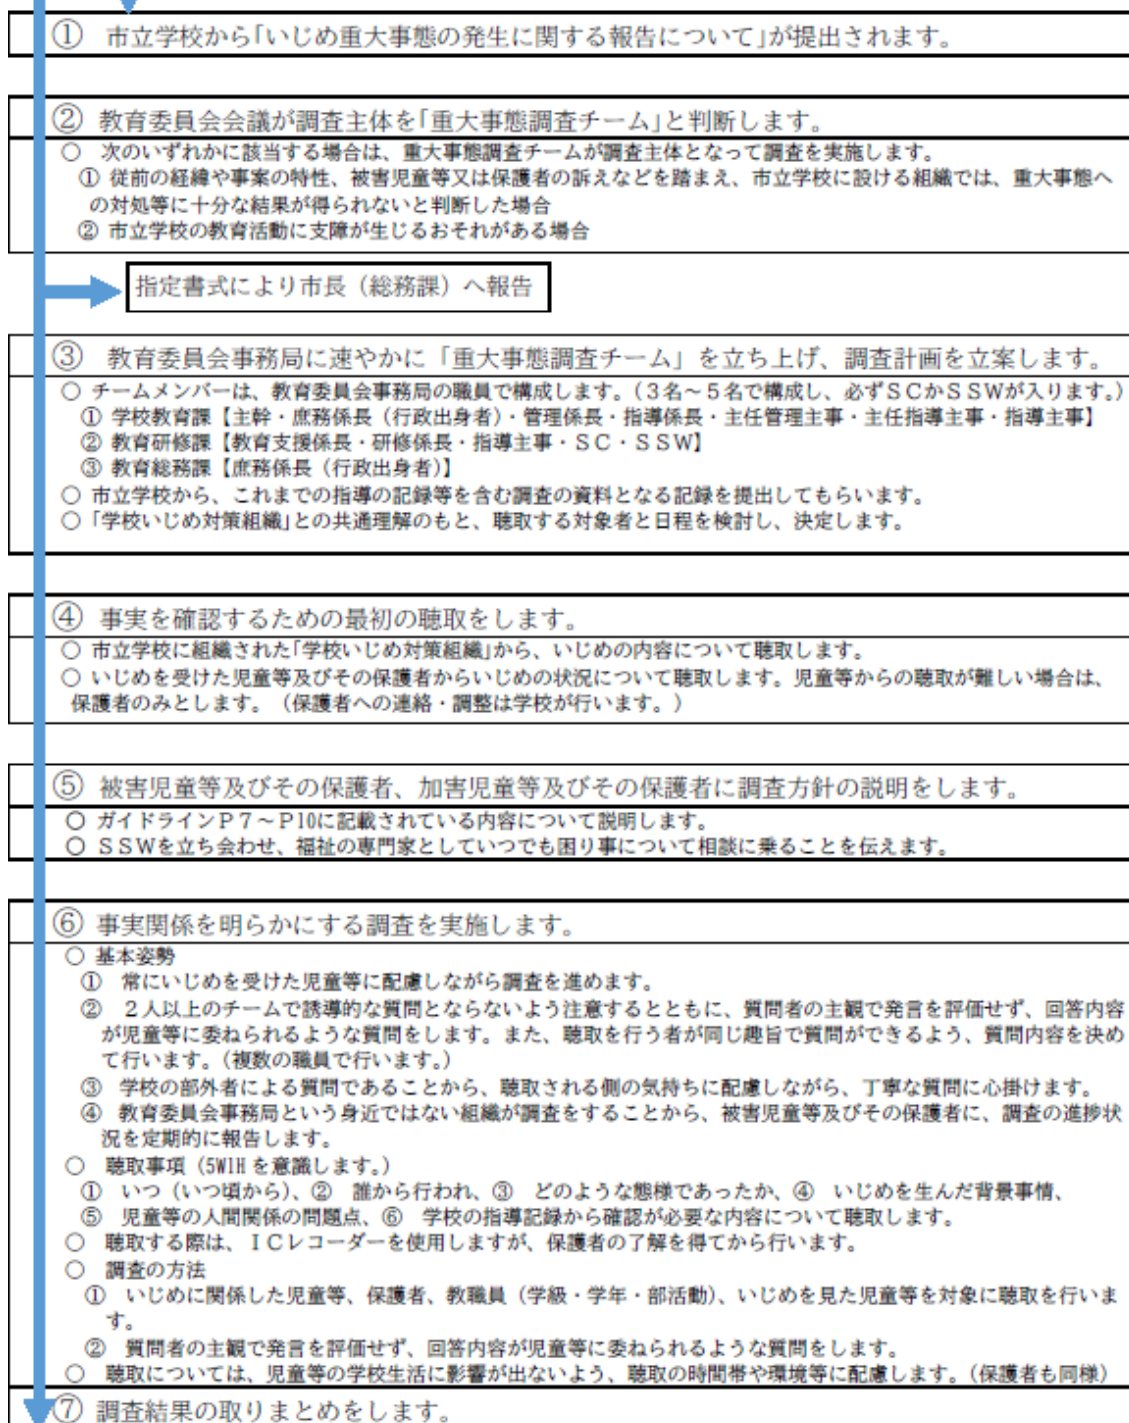 ① 市立学校から「いじめ重大事態の発生に関する報告について」が提出されます。
② 教育委員会会議が調査主体を「重大事態調査チーム」と判断します。
○ 次のいずれかに該当する場合は、重大事態調査チームが調査主体となって調査を実施します。
① 従前の経緯や事案の特性、被害児童等又は保護者の訴えなどを踏まえ、市立学校に設ける組織では、重大事態へ
の対処等に十分な結果が得られないと判断した場合
② 市立学校の教育活動に支障が生じるおそれがある場合
指定書式により市長（総務課）へ報告
③ 教育委員会事務局に速やかに「重大事態調査チーム」を立ち上げ、調査計画を立案します。
○ チームメンバーは、教育委員会事務局の職員で構成します。（３名～５名で構成し、必ずＳＣかＳＳＷが入ります。）
① 学校教育課【主幹・庶務係長（行政出身者）・管理係長・指導係長・主任管理主事・主任指導主事・指導主事】
② 教育研修課【教育支援係長・研修係長・指導主事・ＳＣ・ＳＳＷ】
③ 教育総務課【庶務係長（行政出身者）】
○ 市立学校から、これまでの指導の記録等を含む調査の資料となる記録を提出してもらいます。
○「学校いじめ対策組織」との共通理解のもと、聴取する対象者と日程を検討し、決定します。
④ 事実を確認するための最初の聴取をします。
○ 市立学校に組織された「学校いじめ対策組織」から、いじめの内容について聴取します。
○ いじめを受けた児童等及びその保護者からいじめの状況について聴取します。児童等からの聴取が難しい場合は、
保護者のみとします。（保護者への連絡・調整は学校が行います。）
⑤ 被害児童等及びその保護者、加害児童等及びその保護者に調査方針の説明をします。
○ ガイドラインＰ７～Ｐ10に記載されている内容について説明します。
○ ＳＳＷを立ち会わせ、福祉の専門家としていつでも困り事について相談に乗ることを伝えます。
⑥ 事実関係を明らかにする調査を実施します。
○ 基本姿勢
① 常にいじめを受けた児童等に配慮しながら調査を進めます。
② ２人以上のチームで誘導的な質問とならないよう注意するとともに、質問者の主観で発言を評価せず、回答内容
が児童等に委ねられるような質問をします。また、聴取を行う者が同じ趣旨で質問ができるよう、質問内容を決め
て行います。（複数の職員で行います。）
③ 学校の部外者による質問であることから、聴取される側の気持ちに配慮しながら、丁寧な質問に心掛けます。
④ 教育委員会事務局という身近ではない組織が調査をすることから、被害児童等及びその保護者に、調査の進捗状
況を定期的に報告します。
○ 聴取事項（5W1Hを意識します。）
① いつ（いつ頃から）、② 誰から行われ、③ どのような態様であったか、④ いじめを生んだ背景事情、
⑤ 児童等の人間関係の問題点、⑥ 学校の指導記録から確認が必要な内容について聴取します。
○ 聴取する際は、ＩＣレコーダーを使用しますが、保護者の了解を得てから行います。
○ 調査の方法
① いじめに関係した児童等、保護者、教職員（学級・学年・部活動）、いじめを見た児童等を対象に聴取を行いま
す。
② 質問者の主観で発言を評価せず、回答内容が児童等に委ねられるような質問をします。
○ 聴取については、児童等の学校生活に影響が出ないよう、聴取の時間帯や環境等に配慮します。（保護者も同様）
⑦ 調査結果の取りまとめをします。